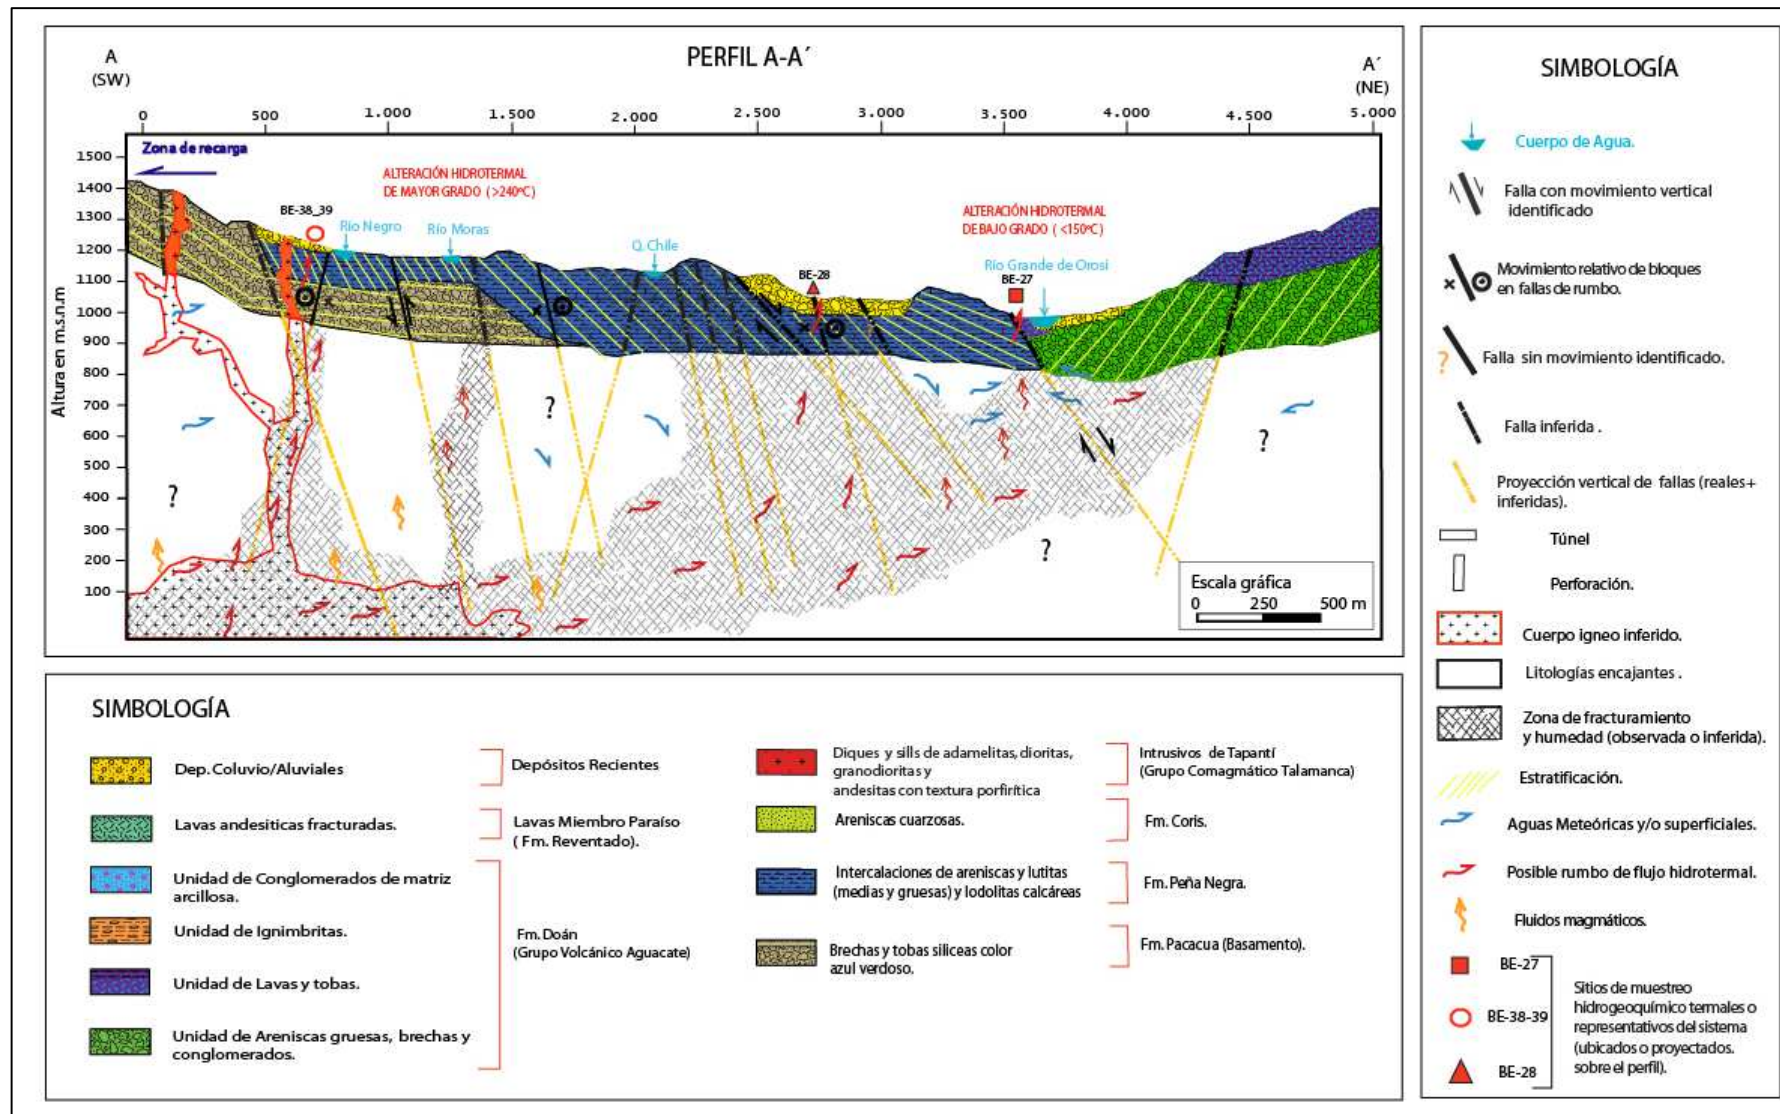 PERFIL A-A´
A
(SW)
A´
(NE)
0
500
1.000
1.500
2.000
2.500
3.000
3.500
4.000
4.500
5.000
Altura en m.s.n.m
1500
1400
1300
1200
1100
1000
900
800
700
600
500
400
300
200
100
Zona de recarga
ALTERACIÓN HIDROTERMAL
DE MAYOR GRADO (>240ºC)
BE-38_39
Río Negro
Río Moras
Q. Chile
BE-28
ALTERACIÓN HIDROTERMAL
DE BAJO GRADO ( <150ºC)
BE-27
Río Grande de Orosi
?
?
?
?
x
x
Escala gráfica
0
250
500 m
SIMBOLOGÍA
Dep. Coluvio/Aluviales
Depósitos Recientes
Lavas andesíticas fracturadas.
Lavas Miembro Paraíso
( Fm. Reventado).
Unidad de Conglomerados de matriz
arcillosa.
Unidad de Ignimbritas.
Unidad de Lavas y tobas.
Unidad de Areniscas gruesas, brechas y
conglomerados.
Fm. Doán
(Grupo Volcánico Aguacate)
Diques y sills de adamelitas, dioritas,
granodioritas y
andesitas con textura porfirítica
Intrusivos de Tapantí
(Grupo Comagmático Talamanca)
Areniscas cuarzosas.
Fm. Coris.
Intercalaciones de areniscas y lutitas
(medias y gruesas) y lodolitas calcáreas
Fm. Peña Negra.
Brechas y tobas siliceas color
azul verdoso.
Fm. Pacacua (Basamento).
SIMBOLOGÍA
Cuerpo de Agua.
Falla con movimiento vertical
identificado
x
Movimiento relativo de bloques
en fallas de rumbo.
?
Falla sin movimiento identificado.
Falla inferida .
Proyección vertical de fallas (reales+
inferidas).
Túnel
Perforación.
Cuerpo igneo inferido.
Litologías encajantes .
Zona de fracturamiento
y humedad (observada o inferida).
Estratificación.
Aguas Meteóricas y/o superficiales.
Posible rumbo de flujo hidrotermal.
Fluidos magmáticos.
BE-27
BE-38-39
BE-28
Sitios de muestreo
hidrogeoquímico termales o
representativos del sistema
(ubicados o proyectados.
sobre el perfil).